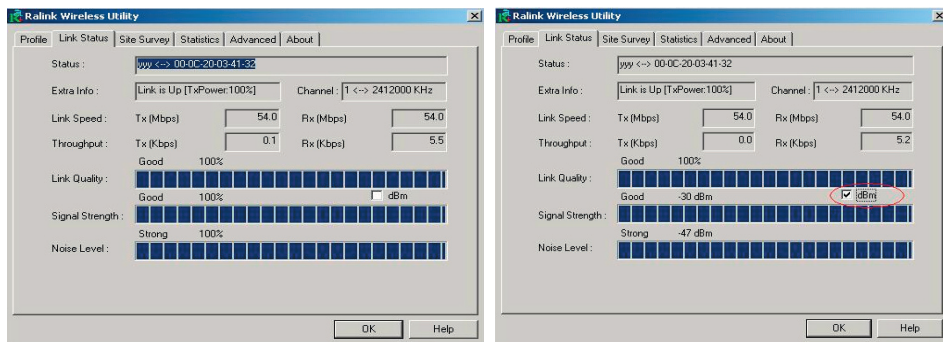 Ralink Wireless Utility
Profile Link Status Site Survey Statistics Advanced About
Status : yyy <--> 00-0C-20-03-41-32
Extra Info : Link is Up [TxPower:100%] Channel : 1 <--> 2412000 KHz
Link Speed : Tx (Mbps) 54.0 Rx (Mbps) 54.0
Throughput : Tx (Kbps) 0.1 Rx (Kbps) 5.5
Good 100%
Link Quality :
Good 100% dBm
Signal Strength :
Strong 100%
Noise Level :
OK Help
Ralink Wireless Utility
Profile Link Status Site Survey Statistics Advanced About
Status : yyy <--> 00-0C-20-03-41-32
Extra Info : Link is Up [TxPower:100%] Channel : 1 <--> 2412000 KHz
Link Speed : Tx (Mbps) 54.0 Rx (Mbps) 54.0
Throughput : Tx (Kbps) 0.0 Rx (Kbps) 5.2
Good 100%
Link Quality :
Good -30 dBm dBm
Signal Strength :
Strong -47 dBm
Noise Level :
OK Help